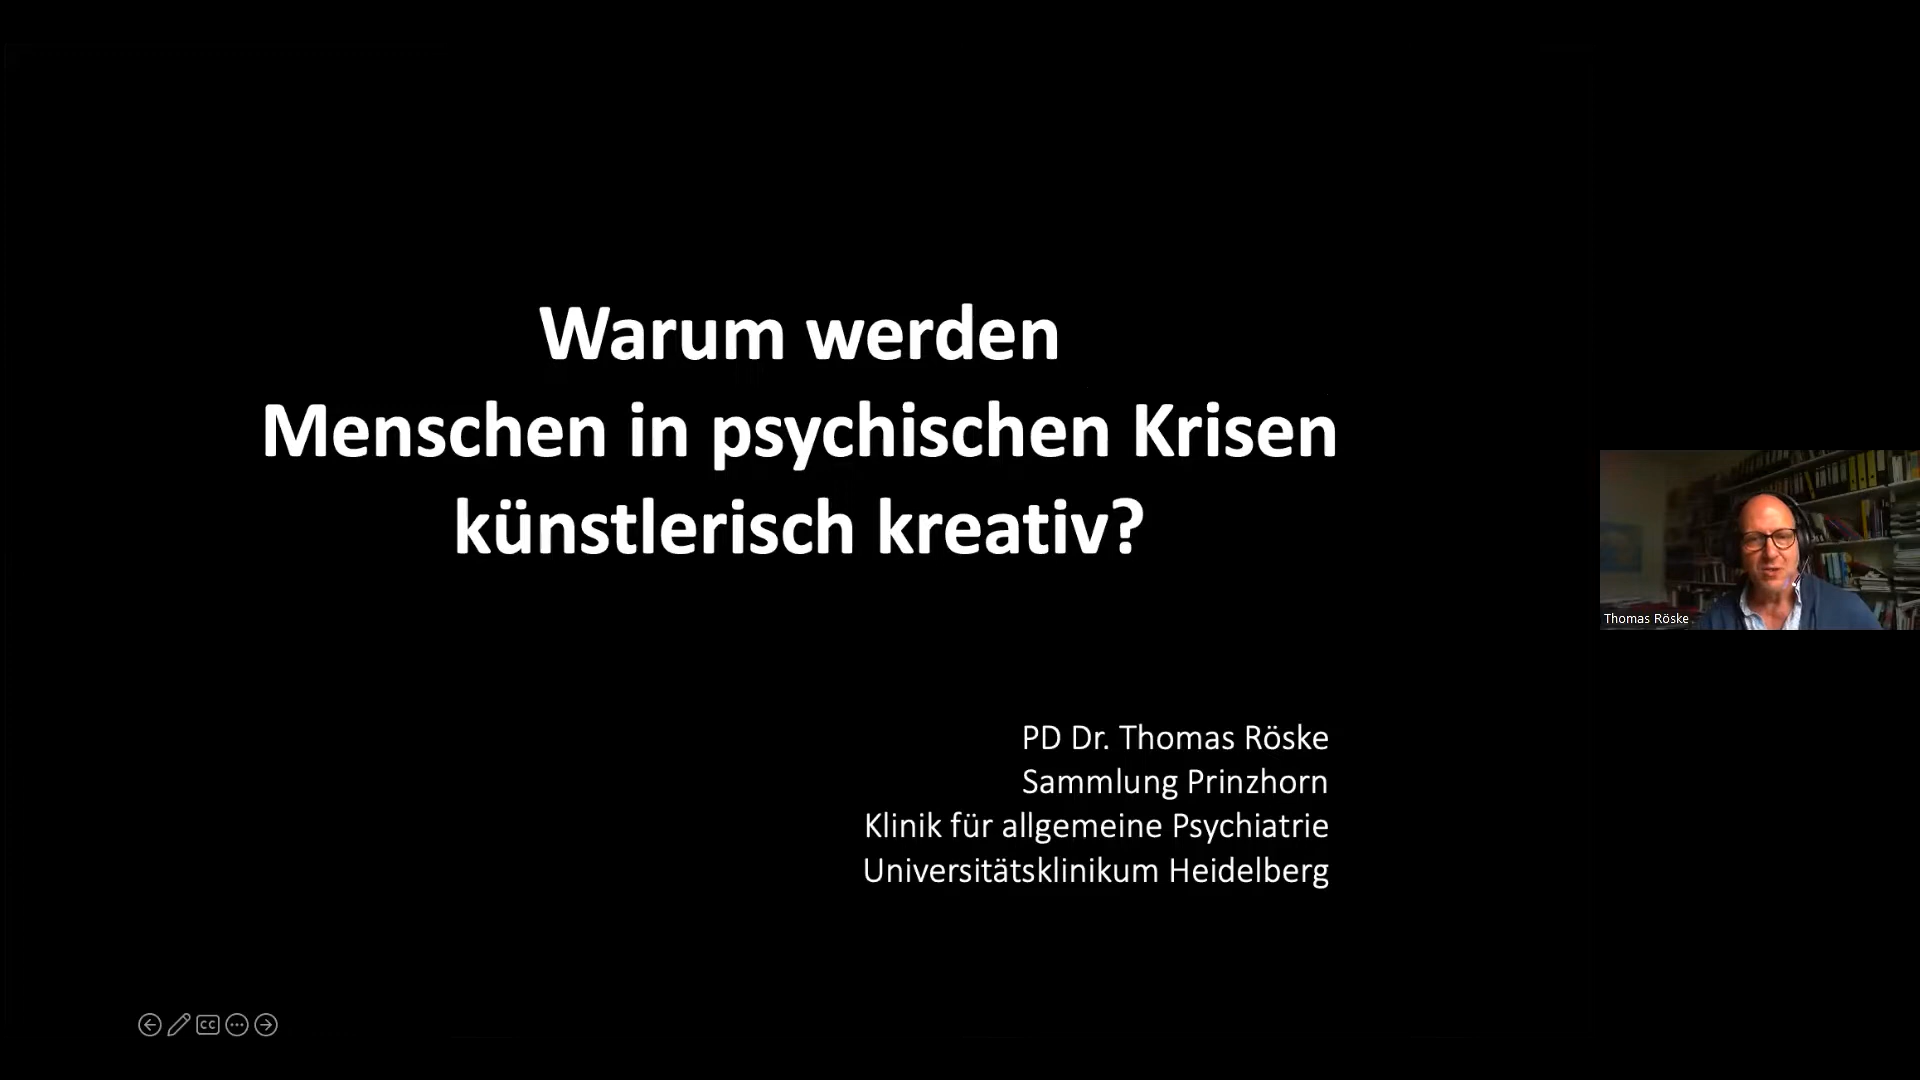 Warum werden
Menschen in psychischen Krisen
künstlerisch kreativ?
PD Dr. Thomas Röske
Sammlung Prinzhorn
Klinik für allgemeine Psychiatrie
Universitätsklinikum Heidelberg
Thomas Röske
CC